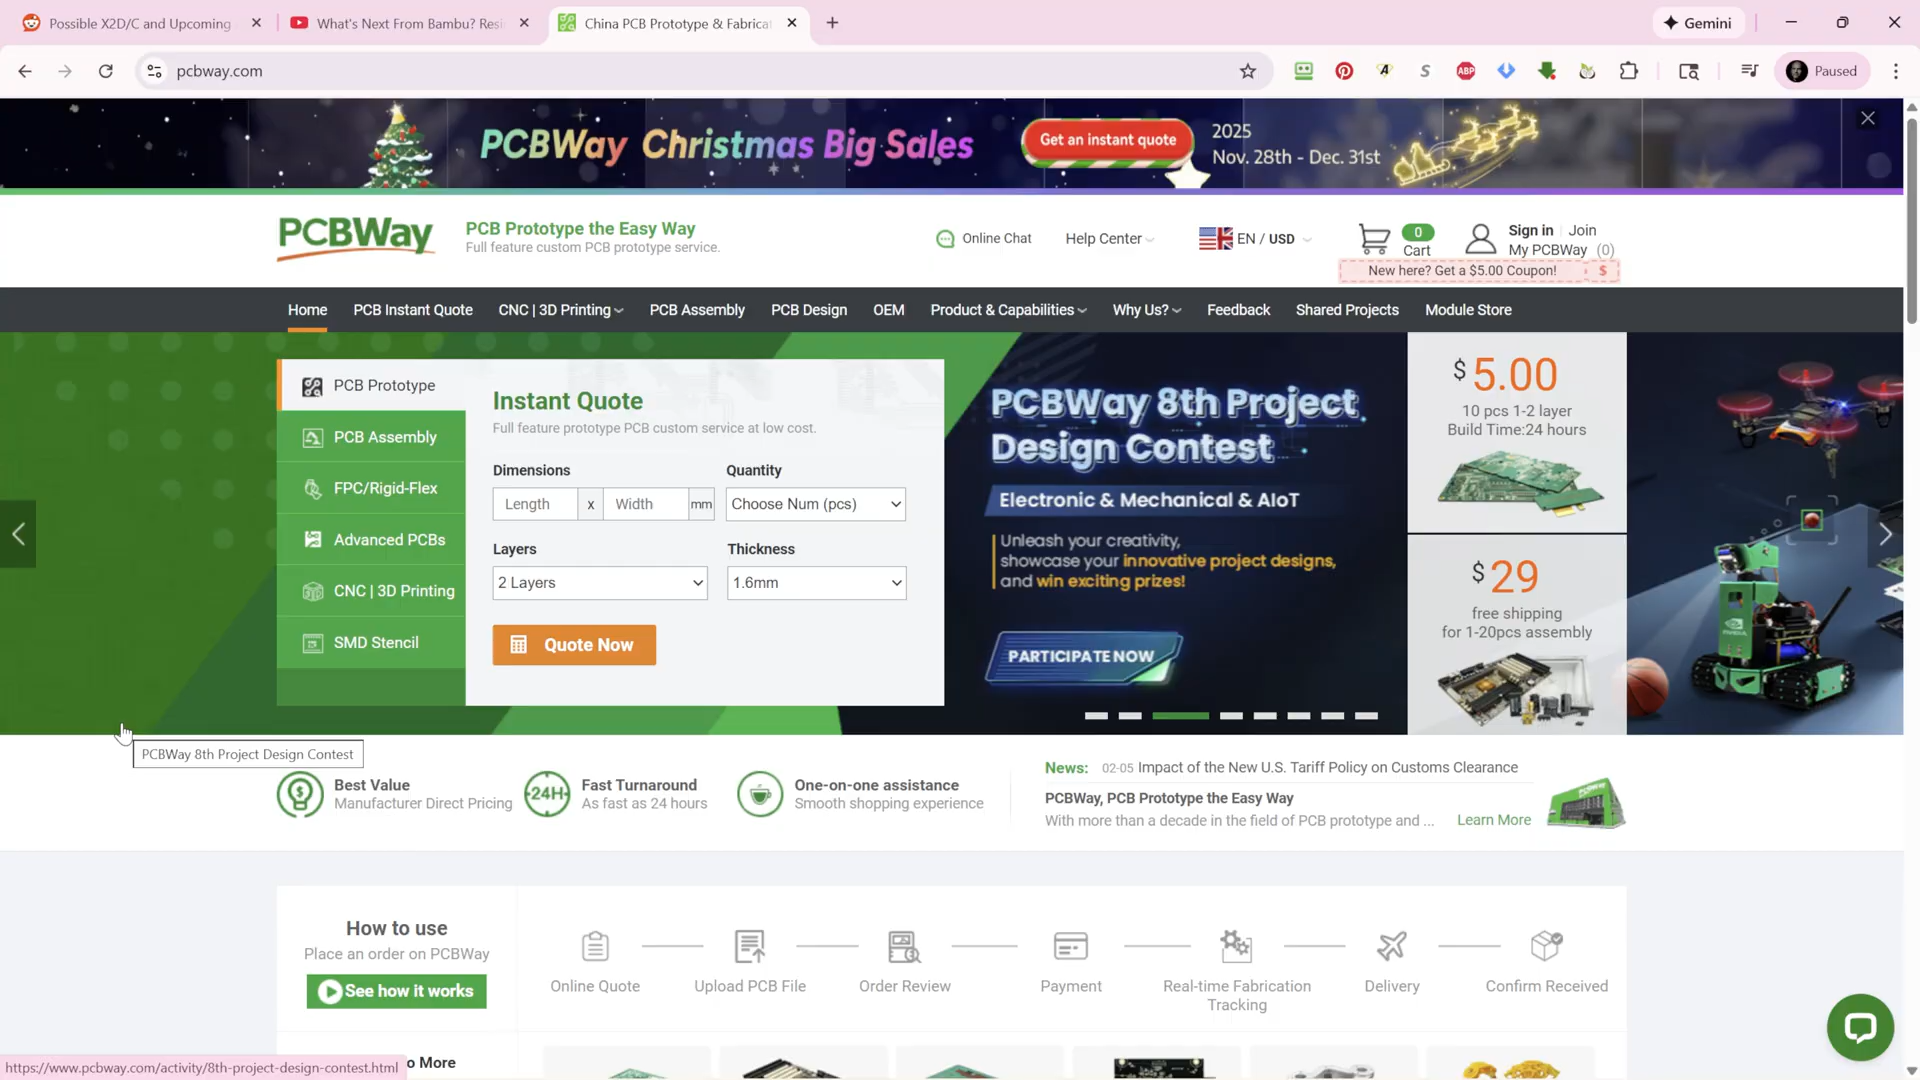 Possible X2D/C and Upcoming
What's Next From Bambu? Resi
China PCB Prototype & Fabricat
Gemini
pcbway.com
ABP
Paused
PCBWay Christmas Big Sales
Get an instant quote
2025
Nov. 28th - Dec. 31st
PCBWay
PCB Prototype the Easy Way
Full feature custom PCB prototype service.
Online Chat
Help Center
EN / USD
0
Cart
Sign in
Join
My PCBWay (0)
New here? Get a $5.00 Coupon! $
Home
PCB Instant Quote
CNC | 3D Printing
PCB Assembly
PCB Design
OEM
Product & Capabilities
Why Us?
Feedback
Shared Projects
Module Store
PCB Prototype
PCB Assembly
FPC/Rigid-Flex
Advanced PCBs
CNC | 3D Printing
SMD Stencil
Instant Quote
Full feature prototype PCB custom service at low cost.
Dimensions
Quantity
Length x Width mm
Choose Num (pcs)
Layers
Thickness
2 Layers
1.6mm
Quote Now
PCBWay 8th Project
Design Contest
Electronic & Mechanical & AIoT
Unleash your creativity,
showcase your innovative project designs,
and win exciting prizes!
PARTICIPATE NOW
$ 5.00
10 pcs 1-2 layer
Build Time:24 hours
$ 29
free shipping
for 1-20pcs assembly
PCBWay 8th Project Design Contest
Best Value
Manufacturer Direct Pricing
24H
Fast Turnaround
As fast as 24 hours
One-on-one assistance
Smooth shopping experience
News: 02-05 Impact of the New U.S. Tariff Policy on Customs Clearance
PCBWay, PCB Prototype the Easy Way
With more than a decade in the field of PCB prototype and ...
Learn More
How to use
Place an order on PCBWay
See how it works
Online Quote
Upload PCB File
Order Review
Payment
Real-time Fabrication
Tracking
Delivery
Confirm Received
o More
https://www.pcbway.com/activity/8th-project-design-contest.html